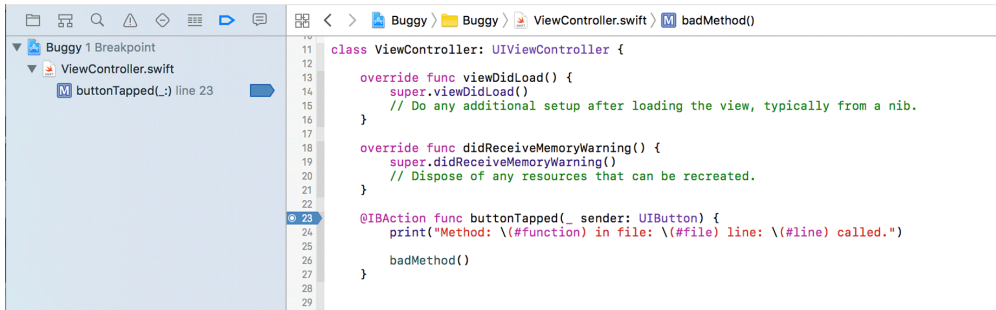 Buggy Buggy ViewController.swift M badMethod()
Buggy 1 Breakpoint
ViewController.swift
M buttonTapped(_:) line 23
11 class ViewController: UIViewController {
12
13 override func viewDidLoad() {
14 super.viewDidLoad()
15 // Do any additional setup after loading the view, typically from a nib.
16 }
17
18 override func didReceiveMemoryWarning() {
19 super.didReceiveMemoryWarning()
20 // Dispose of any resources that can be recreated.
21 }
22
23 @IBAction func buttonTapped(_ sender: UIButton) {
24 print("Method: \(#function) in file: \(#file) line: \(#line) called.")
25
26 badMethod()
27 }
28
29